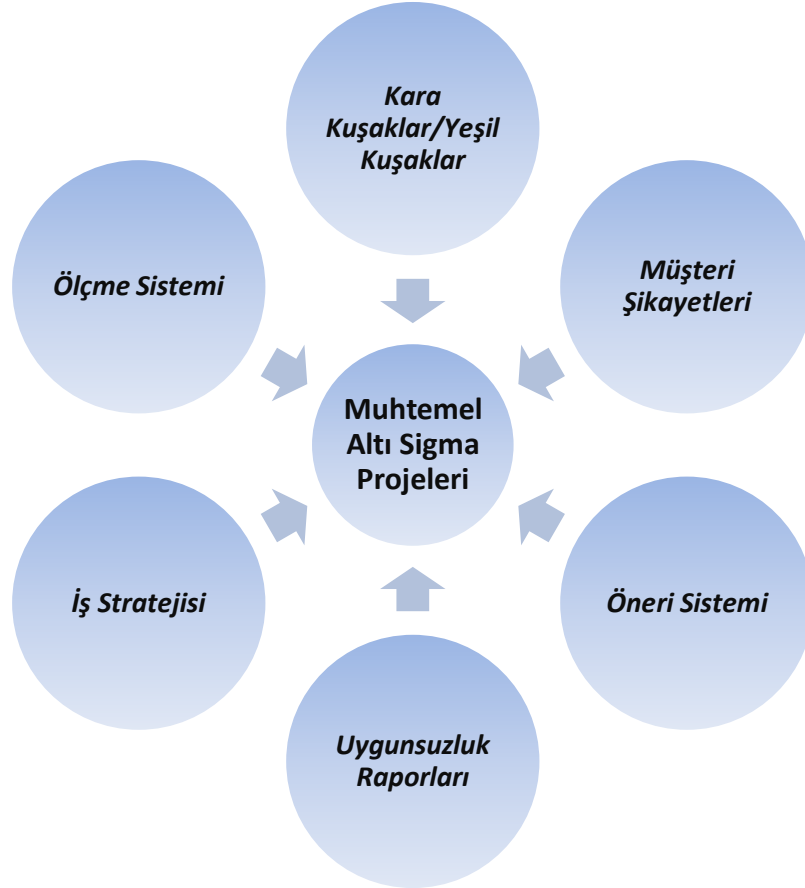 Kara
Kuşaklar/Yeşil
Kuşaklar
Ölçme Sistemi
Müşteri
Şikayetleri
Muhtemel
Altı Sigma
Projeleri
İş Stratejisi
Öneri Sistemi
Uygunsuzluk
Raporları